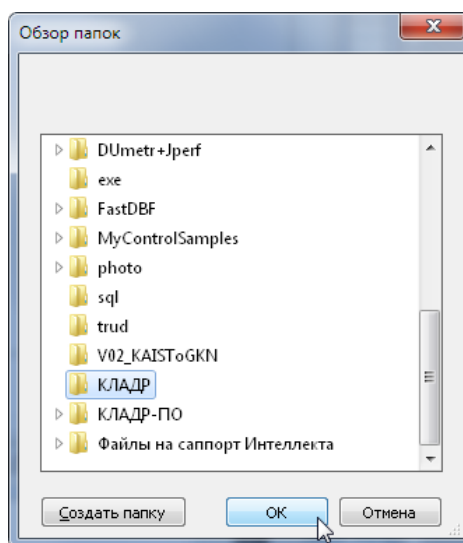 Обзор папок
DUmetr+Jperf
exe
FastDBF
MyControlSamples
photo
sql
trud
V02_KAISToGKN
КЛАДР
КЛАДР-ПО
Файлы на саппорт Интеллекта
Создать папку
ОК
Отмена